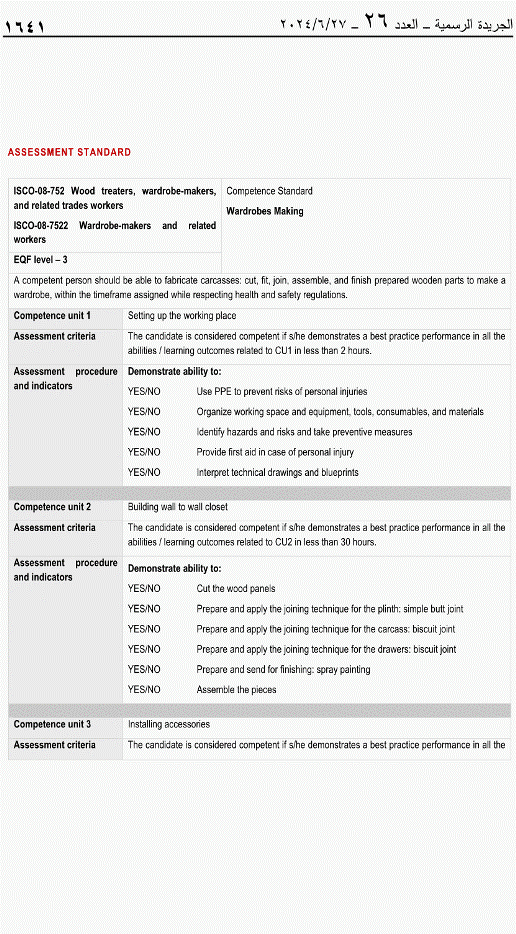 الجريدة الرسمية – العدد ٢٦ – ٢٠٢٤/٦/٢٧
١٦٤١
ASSESSMENT STANDARD
ISCO-08-752 Wood treaters, wardrobe-makers,
and related trades workers
ISCO-08-7522 Wardrobe-makers and related
workers
EQF level – 3
Competence Standard
Wardrobes Making
A competent person should be able to fabricate carcasses: cut, fit, join, assemble, and finish prepared wooden parts to make a
wardrobe, within the timeframe assigned while respecting health and safety regulations.
Competence unit 1 Setting up the working place
Assessment criteria The candidate is considered competent if s/he demonstrates a best practice performance in all the
abilities / learning outcomes related to CU1 in less than 2 hours.
Assessment procedure
and indicators
Demonstrate ability to:
YES/NO Use PPE to prevent risks of personal injuries
YES/NO Organize working space and equipment, tools, consumables, and materials
YES/NO Identify hazards and risks and take preventive measures
YES/NO Provide first aid in case of personal injury
YES/NO Interpret technical drawings and blueprints
Competence unit 2 Building wall to wall closet
Assessment criteria The candidate is considered competent if s/he demonstrates a best practice performance in all the
abilities / learning outcomes related to CU2 in less than 30 hours.
Assessment procedure
and indicators
Demonstrate ability to:
YES/NO Cut the wood panels
YES/NO Prepare and apply the joining technique for the plinth: simple butt joint
YES/NO Prepare and apply the joining technique for the carcass: biscuit joint
YES/NO Prepare and apply the joining technique for the drawers: biscuit joint
YES/NO Prepare and send for finishing: spray painting
YES/NO Assemble the pieces
Competence unit 3 Installing accessories
Assessment criteria The candidate is considered competent if s/he demonstrates a best practice performance in all the